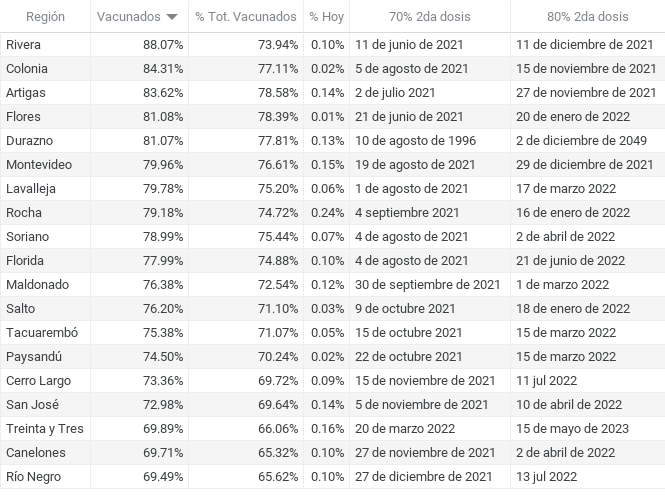 Región Vacunados % Tot. Vacunados % Hoy 70% 2da dosis 80% 2da dosis
Rivera 88.07% 73.94% 0.10% 11 de junio de 2021 11 de diciembre de 2021
Colonia 84.31% 77.11% 0.02% 5 de agosto de 2021 15 de noviembre de 2021
Artigas 83.62% 78.58% 0.14% 2 de julio 2021 27 de noviembre de 2021
Flores 81.08% 78.39% 0.01% 21 de junio de 2021 20 de enero de 2022
Durazno 81.07% 77.81% 0.13% 10 de agosto de 1996 2 de diciembre de 2049
Montevideo 79.96% 76.61% 0.15% 19 de agosto de 2021 29 de diciembre de 2021
Lavalleja 79.78% 75.20% 0.06% 1 de agosto de 2021 17 de marzo 2022
Rocha 79.18% 74.72% 0.24% 4 septiembre 2021 16 de enero de 2022
Soriano 78.99% 75.44% 0.07% 4 de agosto de 2021 2 de abril de 2022
Florida 77.99% 74.88% 0.10% 4 de agosto de 2021 21 de junio de 2022
Maldonado 76.38% 72.54% 0.12% 30 de septiembre de 2021 1 de marzo 2022
Salto 76.20% 71.10% 0.03% 9 de octubre 2021 18 de enero de 2022
Tacuarembó 75.38% 71.07% 0.05% 15 de octubre 2021 15 de marzo 2022
Paysandú 74.50% 70.24% 0.02% 22 de octubre 2021 15 de marzo 2022
Cerro Largo 73.36% 69.72% 0.09% 15 de noviembre de 2021 11 jul 2022
San José 72.98% 69.64% 0.14% 5 de noviembre de 2021 10 de abril de 2022
Treinta y Tres 69.89% 66.06% 0.16% 20 de marzo 2022 15 de mayo de 2023
Canelones 69.71% 65.32% 0.10% 27 de noviembre de 2021 2 de abril de 2022
Río Negro 69.49% 65.62% 0.10% 27 de diciembre de 2021 13 jul 2022